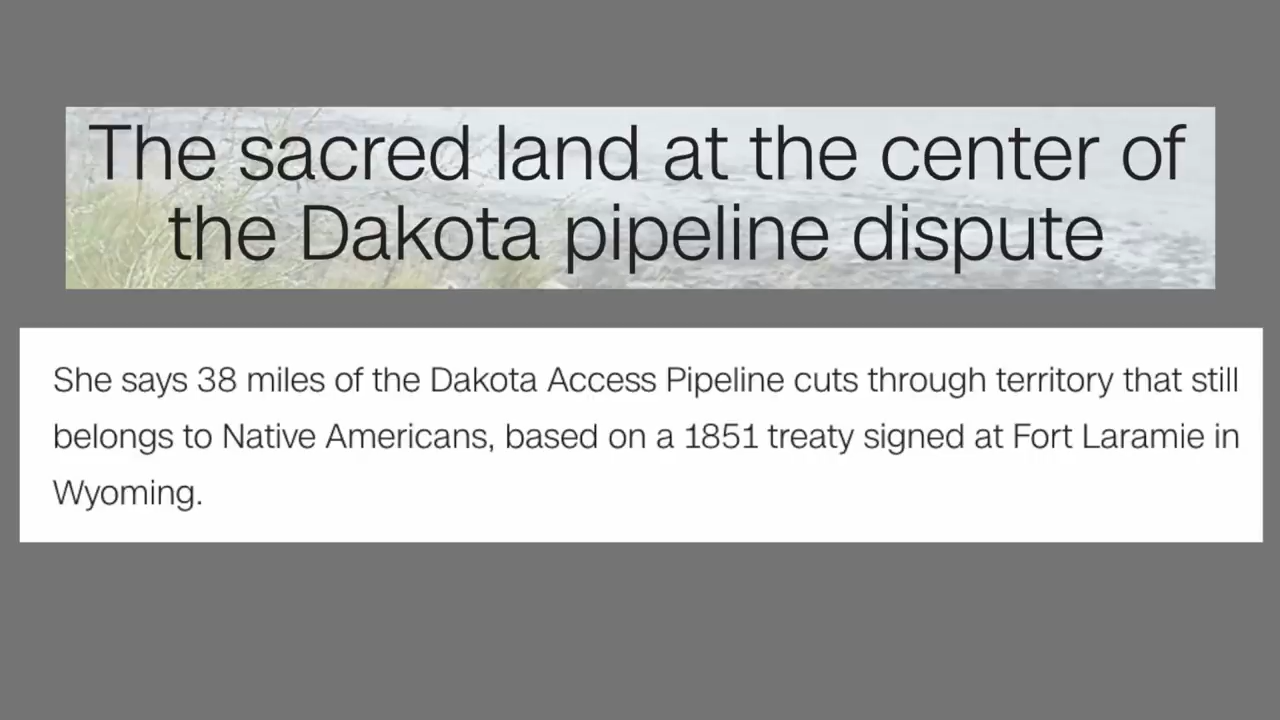 The sacred land at the center of
the Dakota pipeline dispute
She says 38 miles of the Dakota Access Pipeline cuts through territory that still
belongs to Native Americans, based on a 1851 treaty signed at Fort Laramie in
Wyoming.